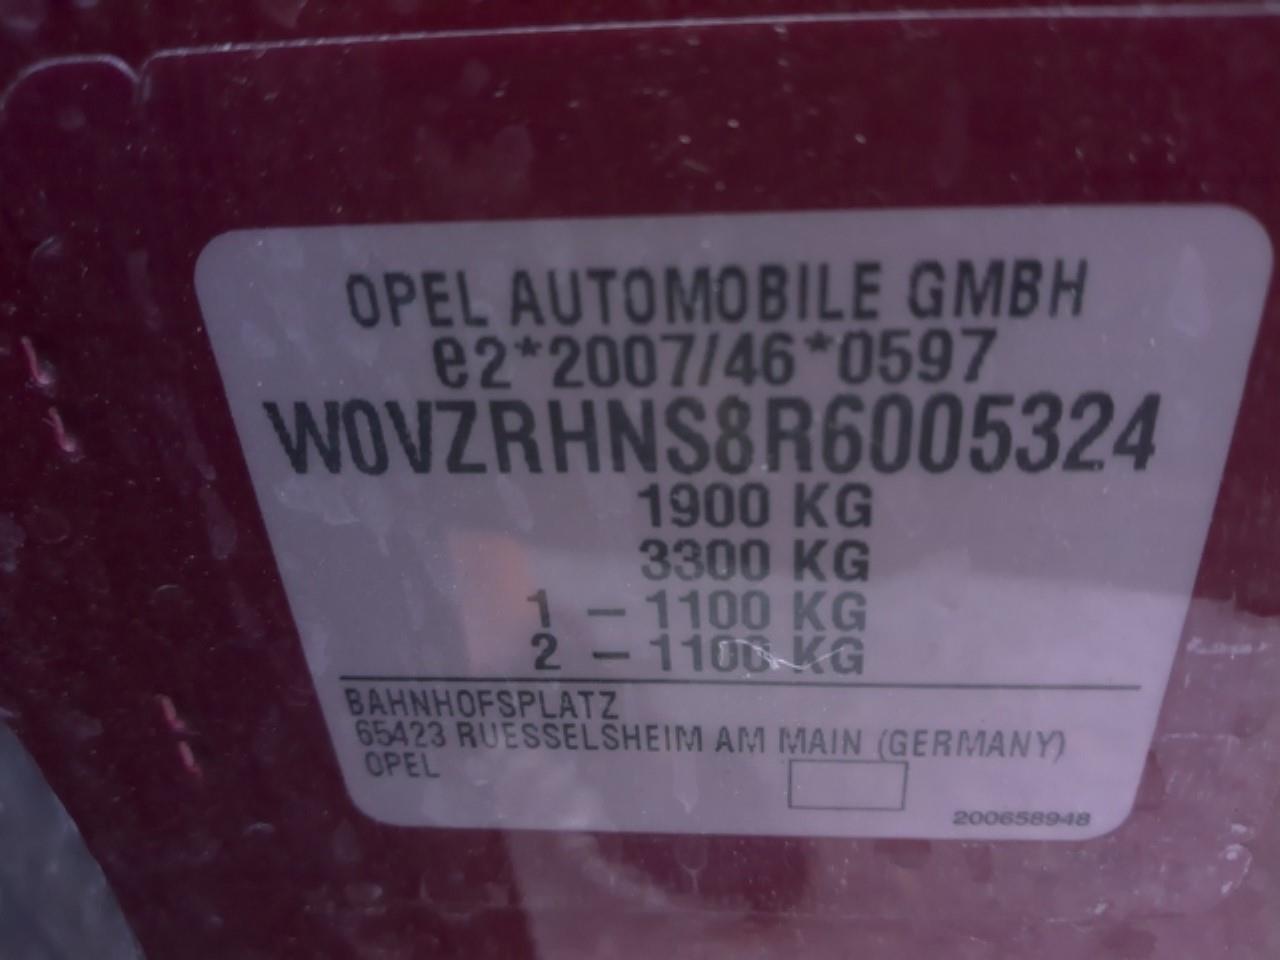 OPEL AUTOMOBILE GMBH
e2*2007/46*0597
W0VZRHNS8R6005324
1900 KG
3300 KG
1 - 1100 KG
2 - 1100 KG
BAHNHOFSPLATZ
65423 RUESSELSHEIM AM MAIN (GERMANY)
OPEL
200658948